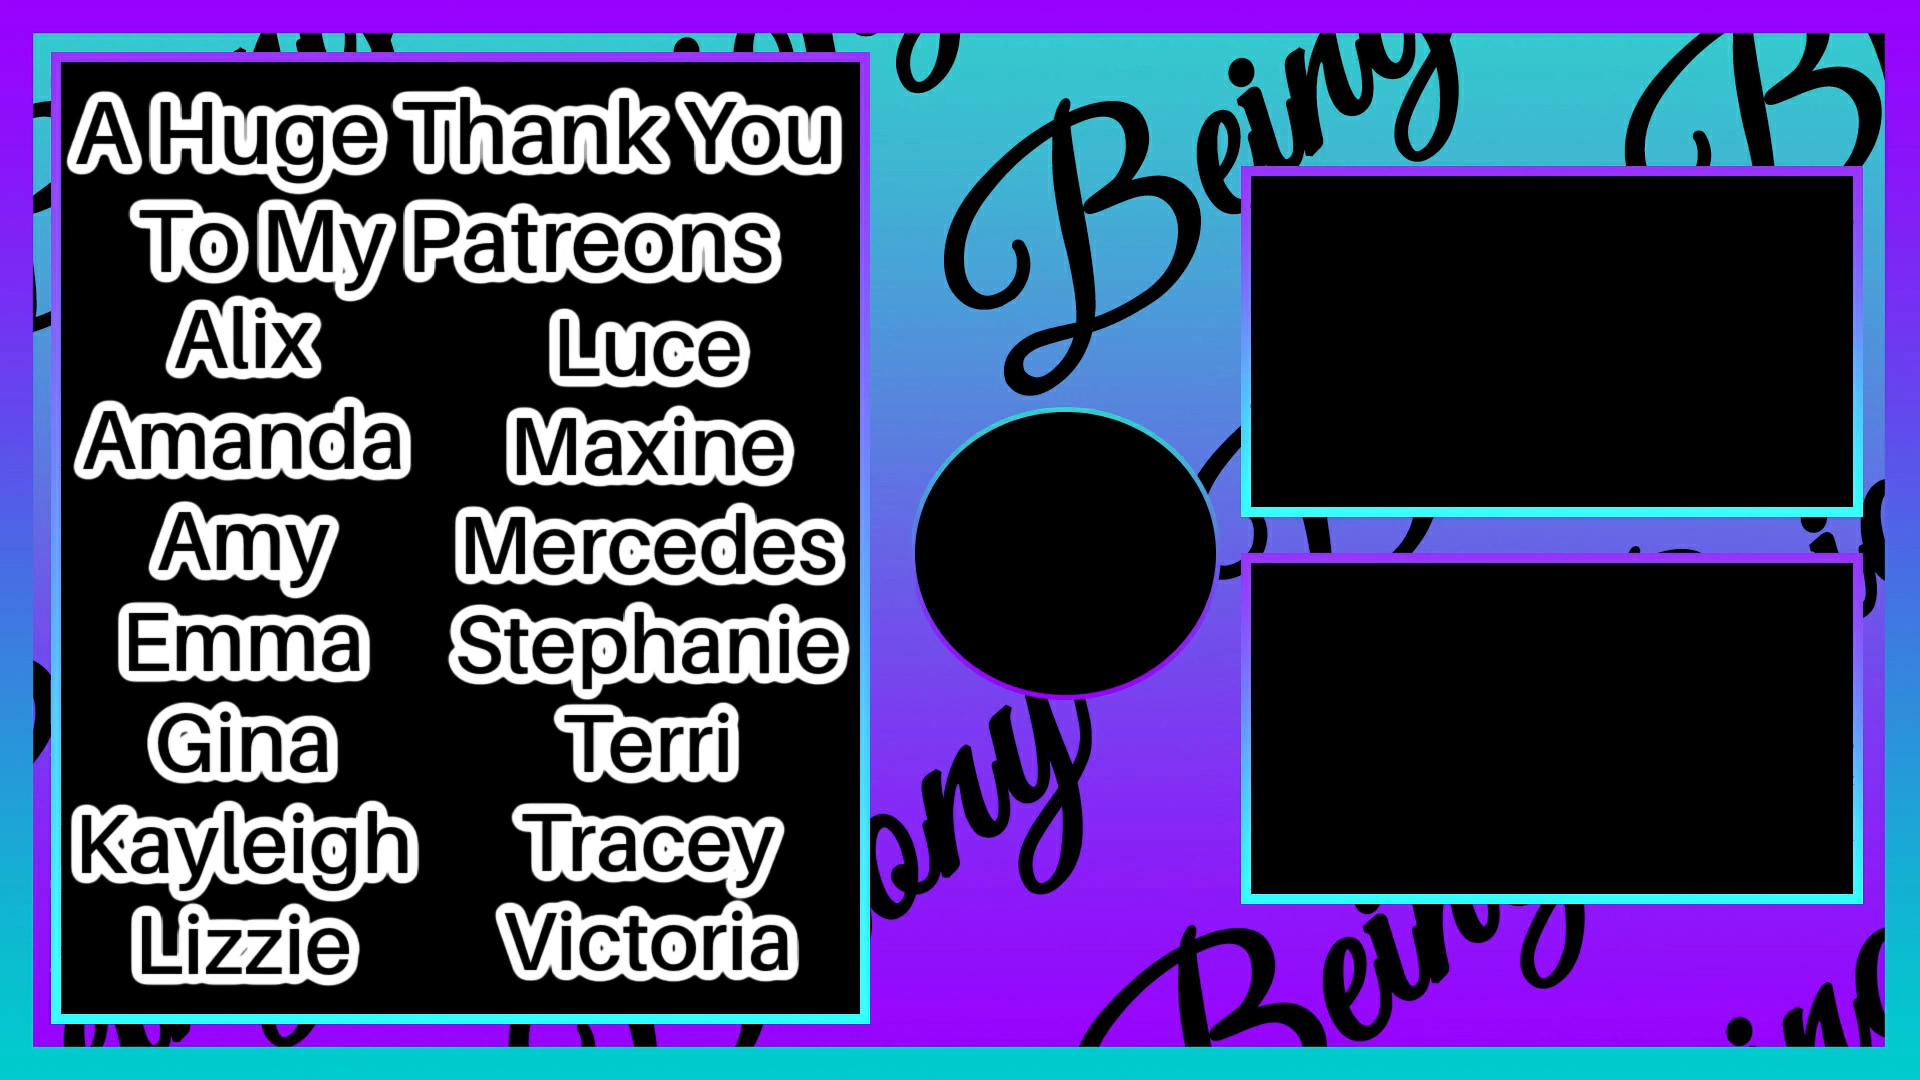 A Huge Thank You
To My Patreons
Alix
Amanda
Amy
Emma
Gina
Kayleigh
Lizzie
Luce
Maxine
Mercedes
Stephanie
Terri
Tracey
Victoria
Being
Being